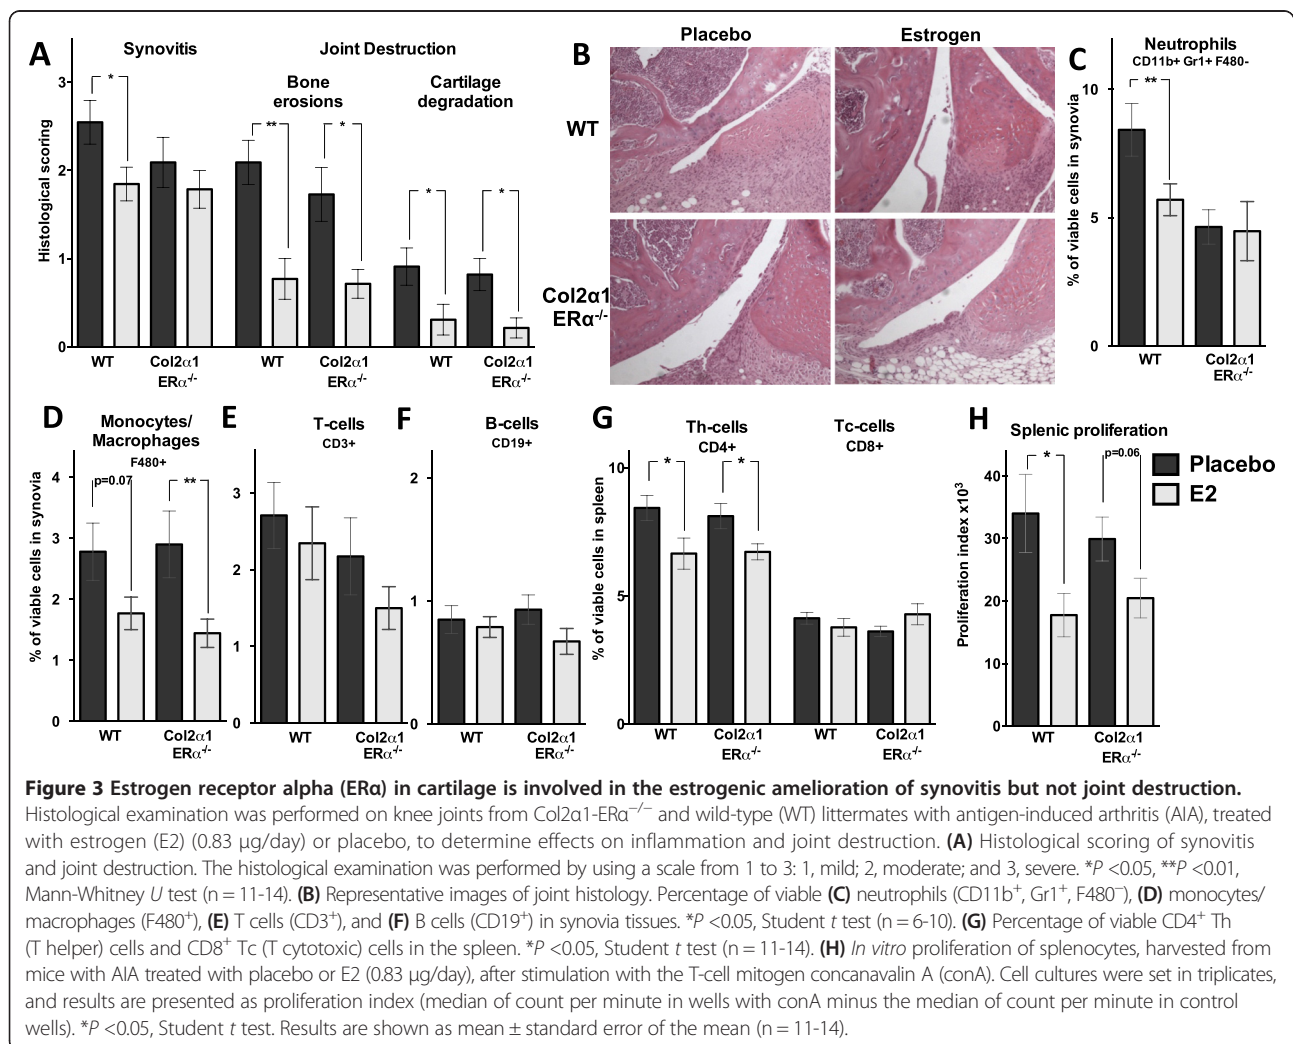 A
Synovitis
Joint Destruction
Bone
erosions
Cartilage
degradation
Histological scoring
3
2
1
0
*
**
*
*
*
WT
Col2α1
ERα-/-
WT
Col2α1
ERα-/-
WT
Col2α1
ERα-/-
B
Placebo
Estrogen
WT
Col2α1
ERα-/-
C
Neutrophils
CD11b+ Gr1+ F480-
% of viable cells in synovia
10
5
0
**
WT
Col2α1
ERα-/-
D
Monocytes/
Macrophages
F480+
% of viable cells in synovia
4
3
2
1
0
p=0.07
**
WT
Col2α1
ERα-/-
E
T-cells
CD3+
3
2
1
0
WT
Col2α1
ERα-/-
F
B-cells
CD19+
2
1
0
WT
Col2α1
ERα-/-
G
Th-cells
CD4+
Tc-cells
CD8+
% of viable cells in spleen
10
5
0
*
*
WT
Col2α1
ERα-/-
WT
Col2α1
ERα-/-
H
Splenic proliferation
Proliferation index x10³
40
30
20
10
0
*
p=0.06
WT
Col2α1
ERα-/-
Placebo
E2
Figure 3 Estrogen receptor alpha (ERα) in cartilage is involved in the estrogenic amelioration of synovitis but not joint destruction.
Histological examination was performed on knee joints from Col2α1-ERα−/− and wild-type (WT) littermates with antigen-induced arthritis (AIA), treated
with estrogen (E2) (0.83 μg/day) or placebo, to determine effects on inflammation and joint destruction. (A) Histological scoring of synovitis
and joint destruction. The histological examination was performed by using a scale from 1 to 3: 1, mild; 2, moderate; and 3, severe. *P <0.05, **P <0.01,
Mann-Whitney U test (n = 11-14). (B) Representative images of joint histology. Percentage of viable (C) neutrophils (CD11b+, Gr1+, F480−), (D) monocytes/
macrophages (F480+), (E) T cells (CD3+), and (F) B cells (CD19+) in synovia tissues. *P <0.05, Student t test (n = 6-10). (G) Percentage of viable CD4+ Th
(T helper) cells and CD8+ Tc (T cytotoxic) cells in the spleen. *P <0.05, Student t test (n = 11-14). (H) In vitro proliferation of splenocytes, harvested from
mice with AIA treated with placebo or E2 (0.83 μg/day), after stimulation with the T-cell mitogen concanavalin A (conA). Cell cultures were set in triplicates,
and results are presented as proliferation index (median of count per minute in wells with conA minus the median of count per minute in control
wells). *P <0.05, Student t test. Results are shown as mean ± standard error of the mean (n = 11-14).